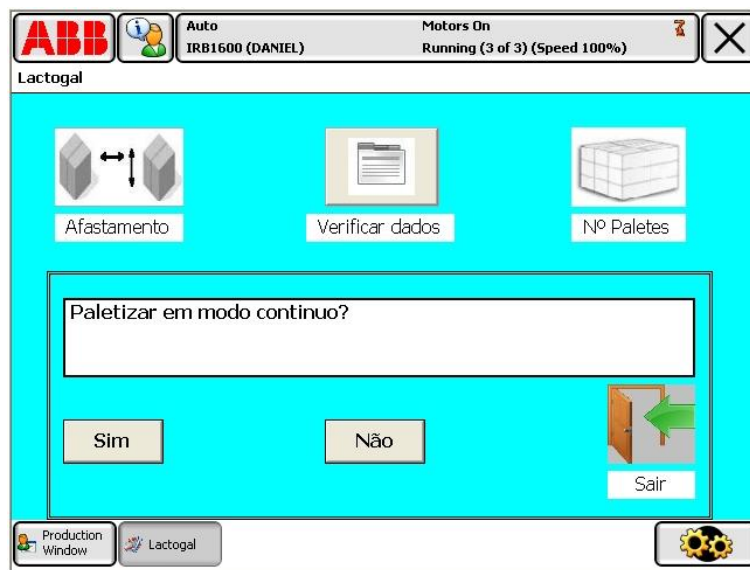 ABB
Auto
IRB1600 (DANIEL)
Motors On
Running (3 of 3) (Speed 100%)
Lactogal
Afastamento
Verificar dados
Nº Paletes
Paletizar em modo continuo?
Sim
Não
Sair
Production
Window
Lactogal